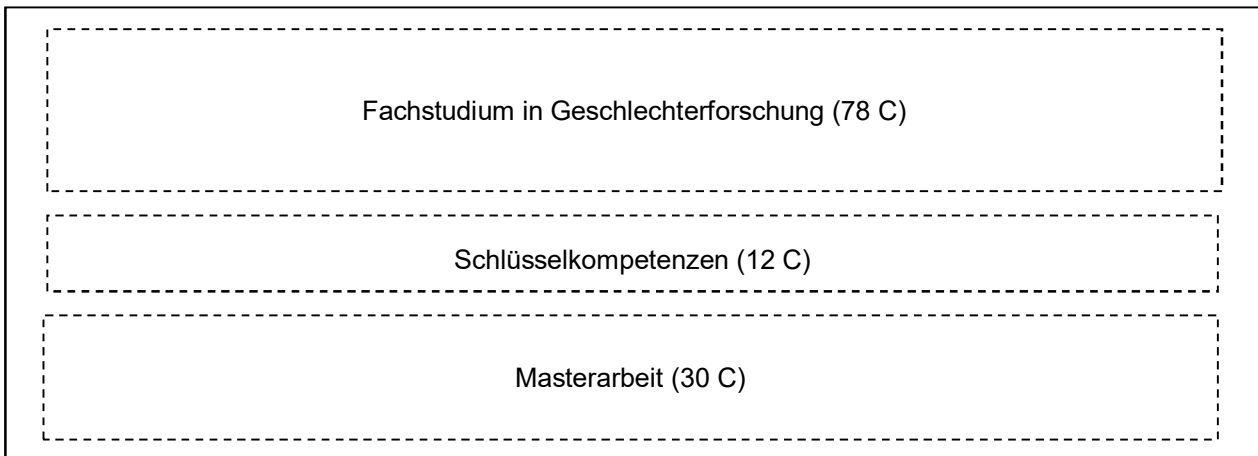 Fachstudium in Geschlechterforschung (78 C)
Schlüsselkompetenzen (12 C)
Masterarbeit (30 C)